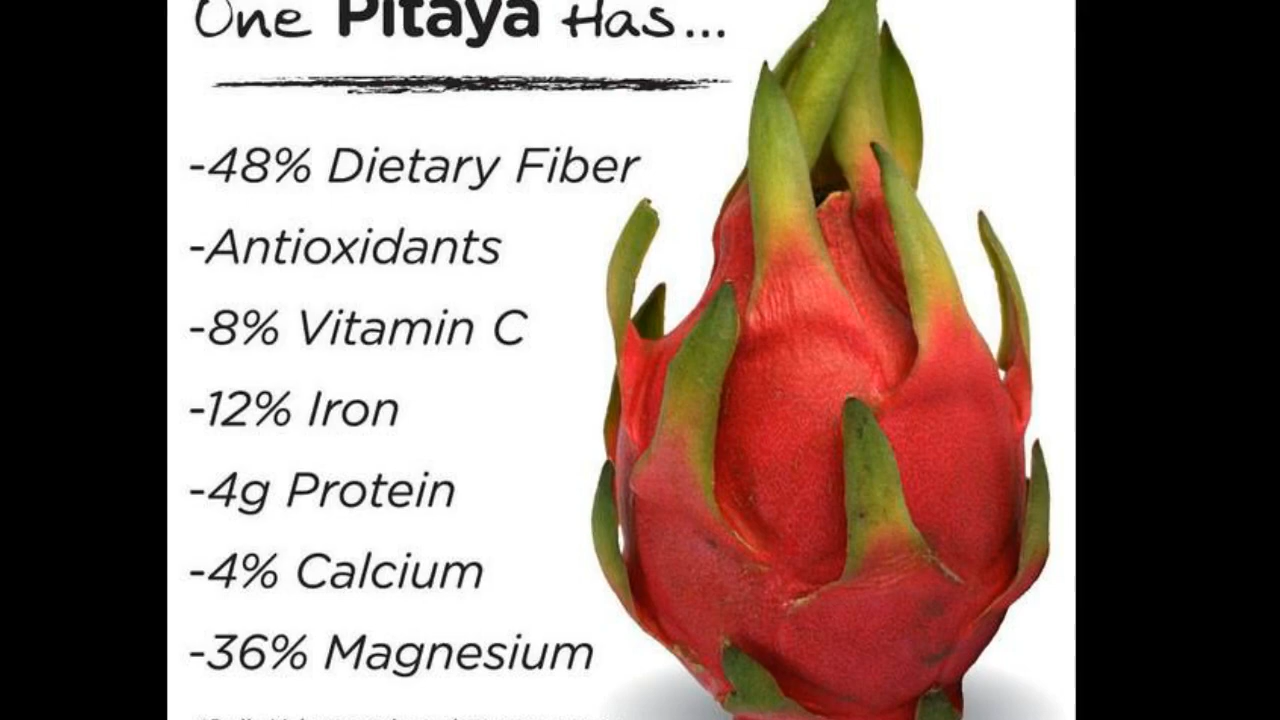 One Pitaya Has...
-48% Dietary Fiber
-Antioxidants
-8% Vitamin C
-12% Iron
-4g Protein
-4% Calcium
-36% Magnesium